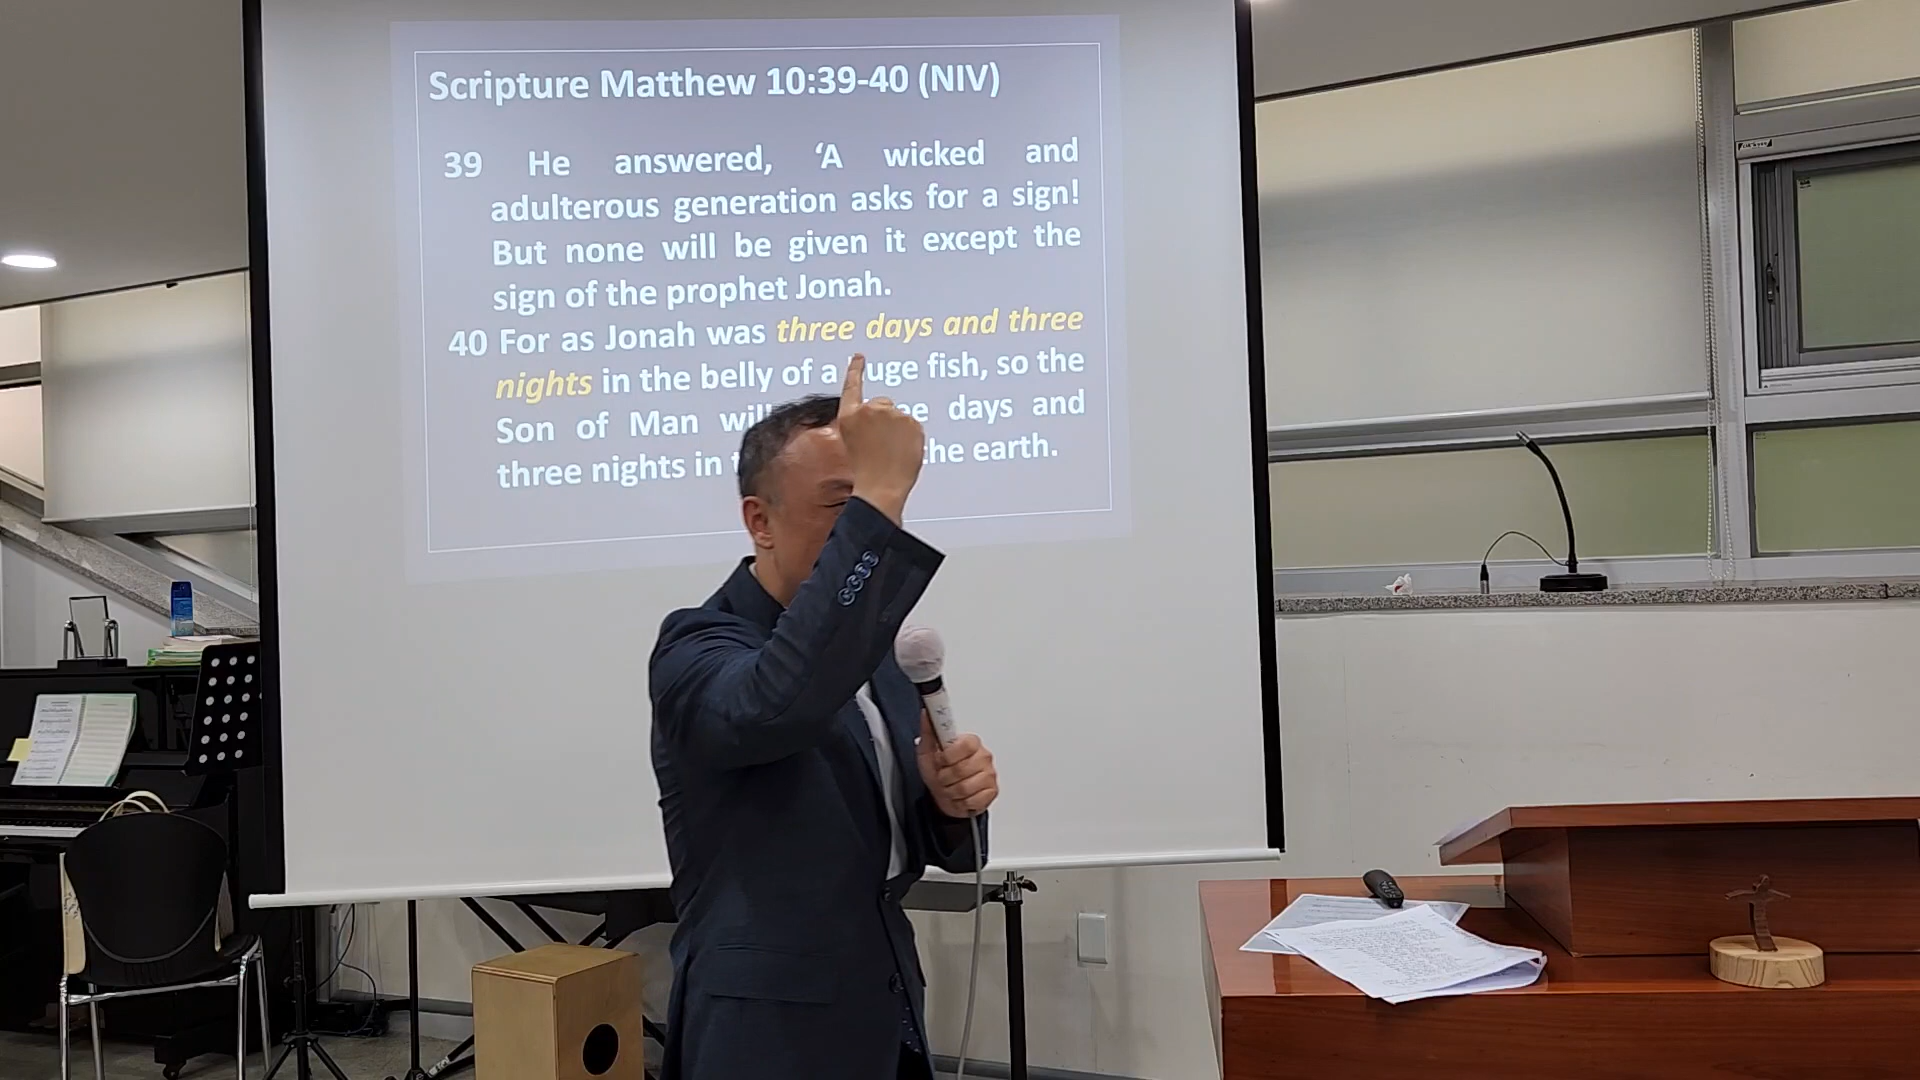 Scripture Matthew 10:39-40 (NIV)
39 He answered, ‘A wicked and
adulterous generation asks for a sign!
But none will be given it except the
sign of the prophet Jonah.
40 For as Jonah was three days and three
nights in the belly of a huge fish, so the
Son of Man will days and
three nights in the earth.